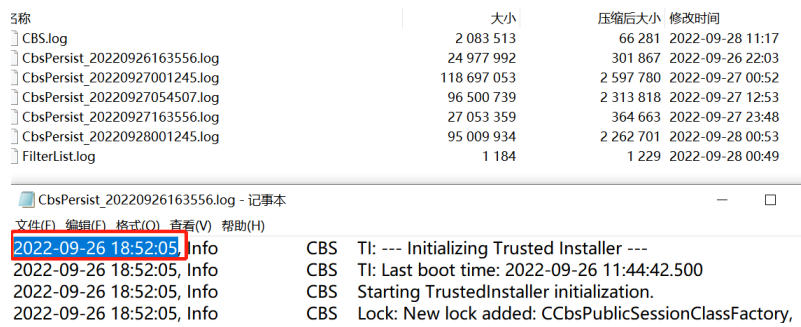 名称 大小 压缩后大小 修改时间
CBS.log 2 083 513 66 281 2022-09-28 11:17
CbsPersist_20220926163556.log 24 977 992 301 867 2022-09-26 22:03
CbsPersist_20220927001245.log 118 697 053 2 597 780 2022-09-27 00:52
CbsPersist_20220927054507.log 96 500 739 2 313 818 2022-09-27 12:53
CbsPersist_20220927163556.log 27 053 359 364 663 2022-09-27 23:48
CbsPersist_20220928001245.log 95 009 934 2 262 701 2022-09-28 00:53
FilterList.log 1 184 1 229 2022-09-28 00:49
CbsPersist_20220926163556.log - 记事本
文件(F) 编辑(E) 格式(O) 查看(V) 帮助(H)
2022-09-26 18:52:05, Info CBS TI: --- Initializing Trusted Installer ---
2022-09-26 18:52:05, Info CBS TI: Last boot time: 2022-09-26 11:44:42.500
2022-09-26 18:52:05, Info CBS Starting TrustedInstaller initialization.
2022-09-26 18:52:05, Info CBS Lock: New lock added: CCbsPublicSessionClassFactory,